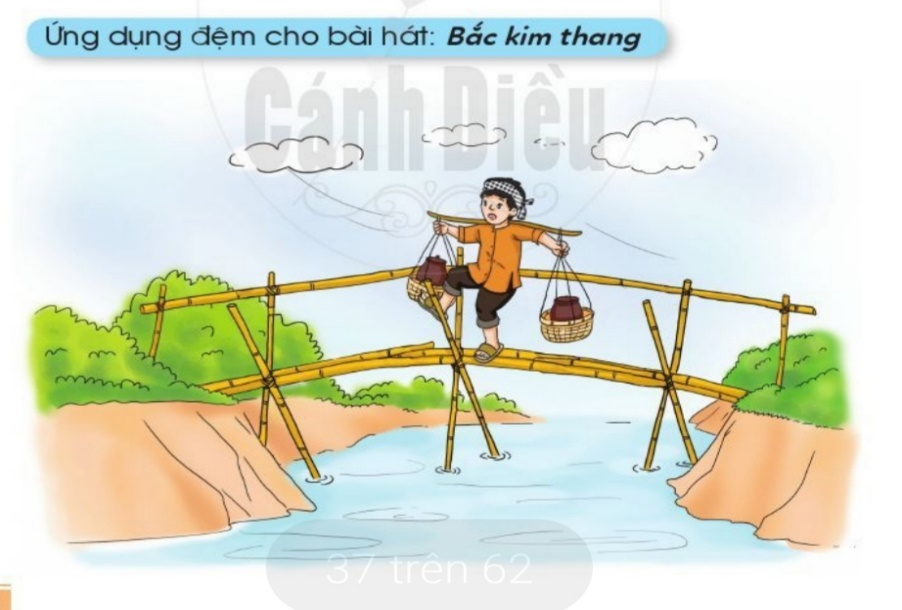 Ứng dụng đệm cho bài hát: Bắc kim thang
Cánh Diều
37 trên 62